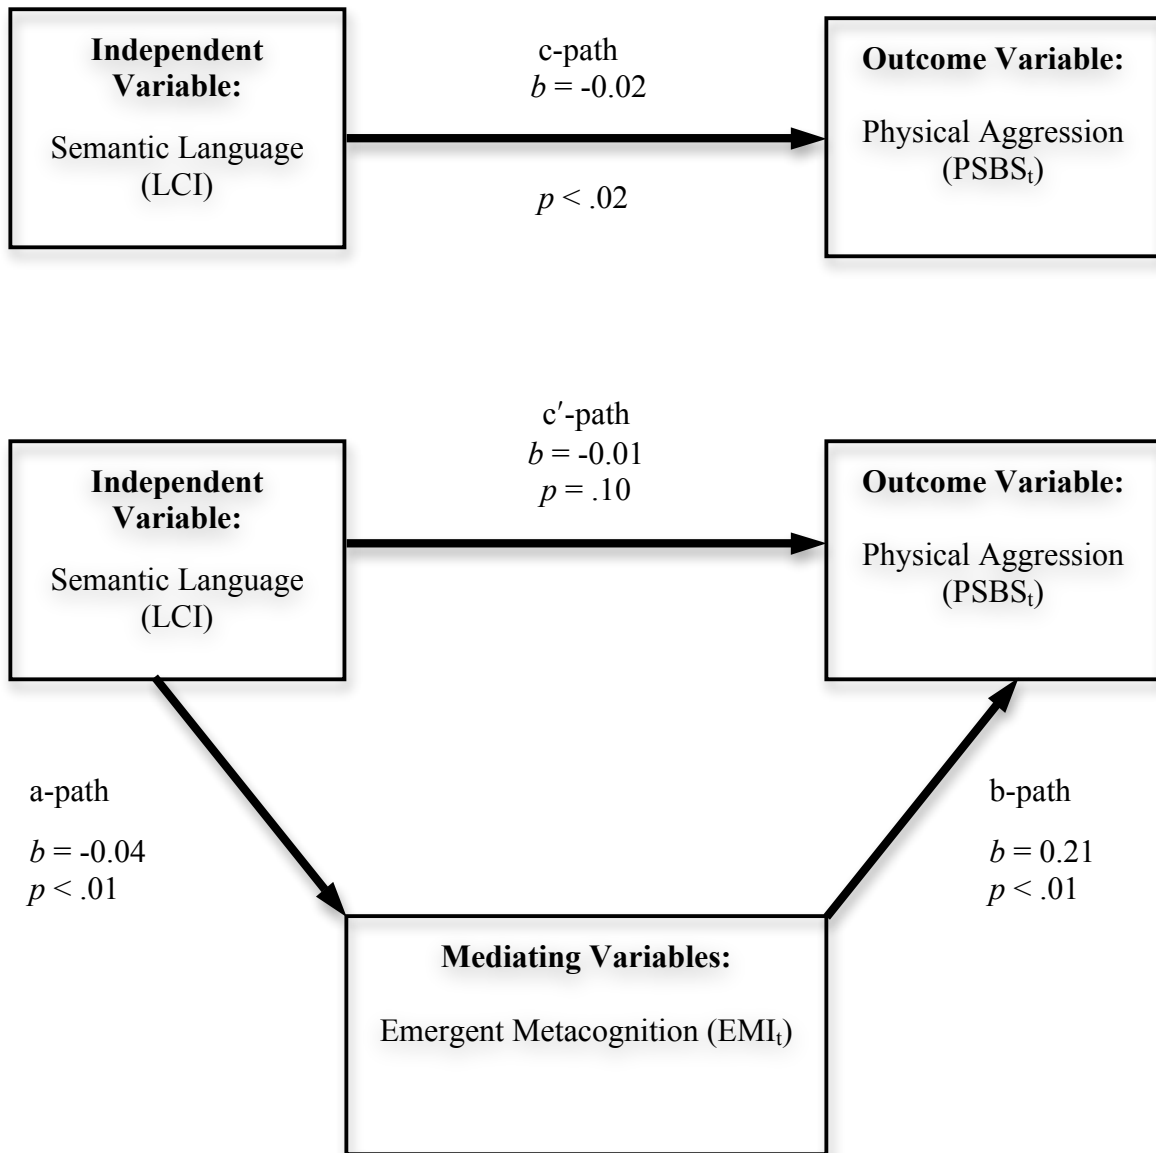 Independent
Variable:
Semantic Language
(LCI)
c-path
b = -0.02
p < .02
Outcome Variable:
Physical Aggression
(PSBSt)
Independent
Variable:
Semantic Language
(LCI)
c′-path
b = -0.01
p = .10
Outcome Variable:
Physical Aggression
(PSBSt)
a-path
b = -0.04
p < .01
b-path
b = 0.21
p < .01
Mediating Variables:
Emergent Metacognition (EMIt)